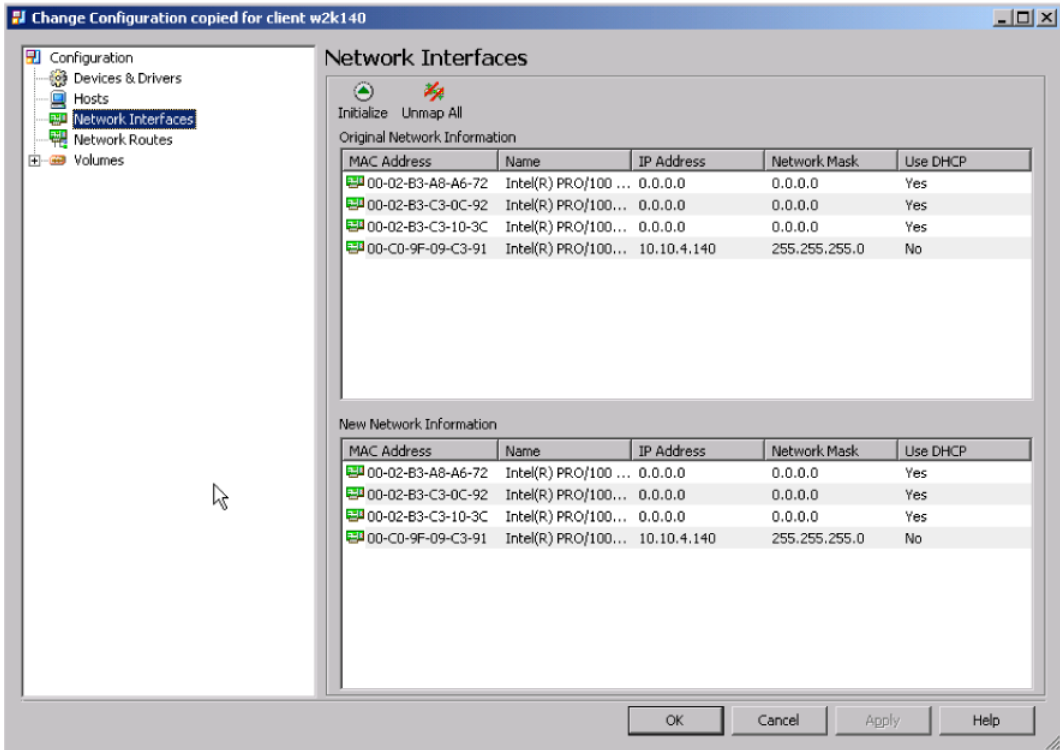 Change Configuration copied for client w2k140
Configuration
Devices & Drivers
Hosts
Network Interfaces
Network Routes
Volumes
Network Interfaces
Initialize Unmap All
Original Network Information
MAC Address Name IP Address Network Mask Use DHCP
00-02-B3-A8-A6-72 Intel(R) PRO/100 ... 0.0.0.0 0.0.0.0 Yes
00-02-B3-C3-0C-92 Intel(R) PRO/100... 0.0.0.0 0.0.0.0 Yes
00-02-B3-C3-10-3C Intel(R) PRO/100... 0.0.0.0 0.0.0.0 Yes
00-C0-9F-09-C3-91 Intel(R) PRO/100... 10.10.4.140 255.255.255.0 No
New Network Information
MAC Address Name IP Address Network Mask Use DHCP
00-02-B3-A8-A6-72 Intel(R) PRO/100 ... 0.0.0.0 0.0.0.0 Yes
00-02-B3-C3-0C-92 Intel(R) PRO/100... 0.0.0.0 0.0.0.0 Yes
00-02-B3-C3-10-3C Intel(R) PRO/100... 0.0.0.0 0.0.0.0 Yes
00-C0-9F-09-C3-91 Intel(R) PRO/100... 10.10.4.140 255.255.255.0 No
OK Cancel Apply Help